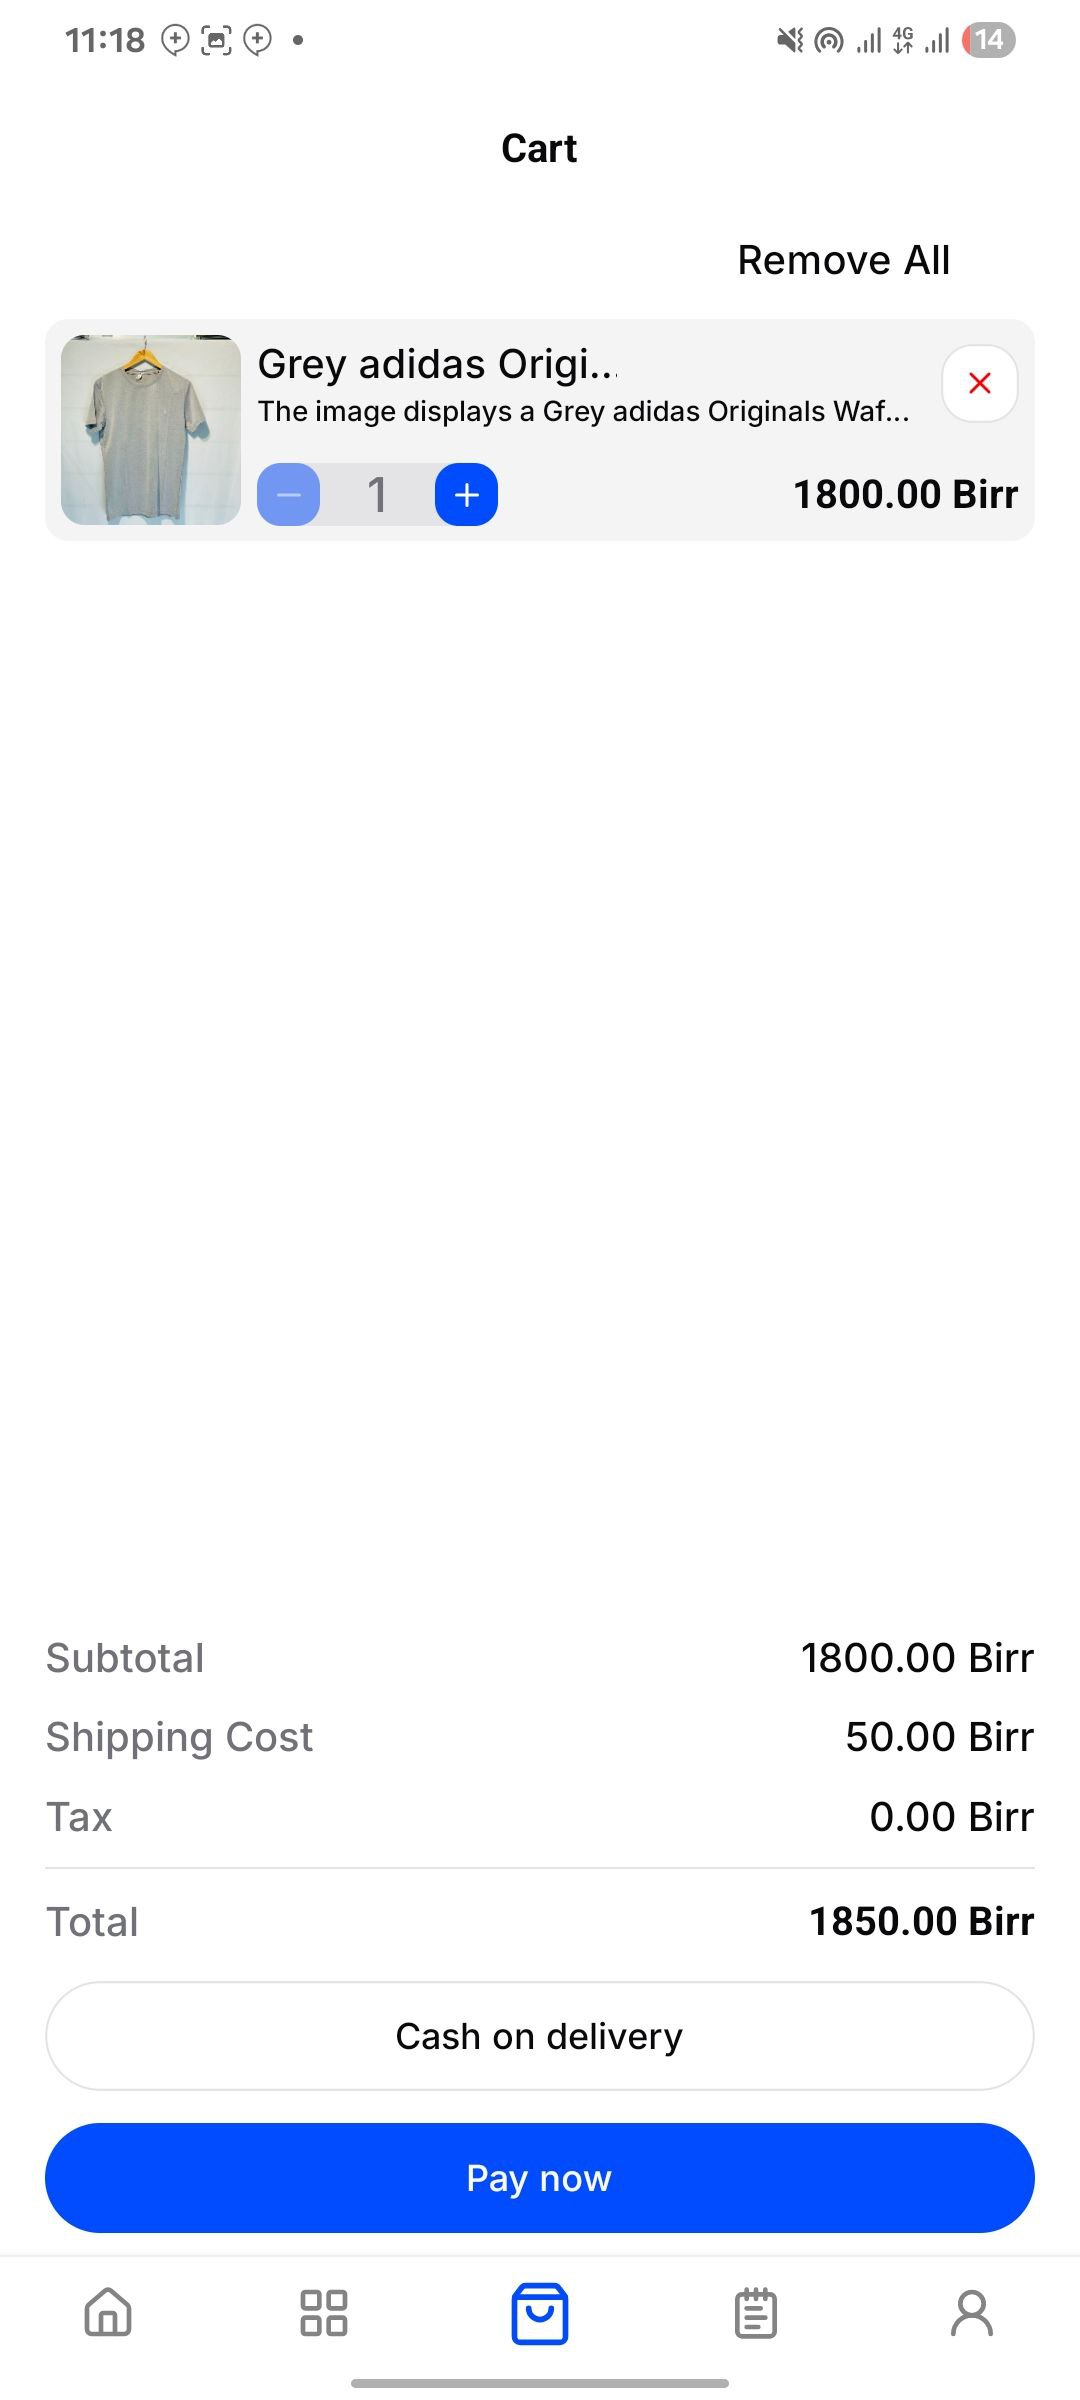 11:18
4G
14
Cart
Remove All
Grey adidas Origi...
The image displays a Grey adidas Originals Waf...
1
1800.00 Birr
Subtotal 1800.00 Birr
Shipping Cost 50.00 Birr
Tax 0.00 Birr
Total 1850.00 Birr
Cash on delivery
Pay now